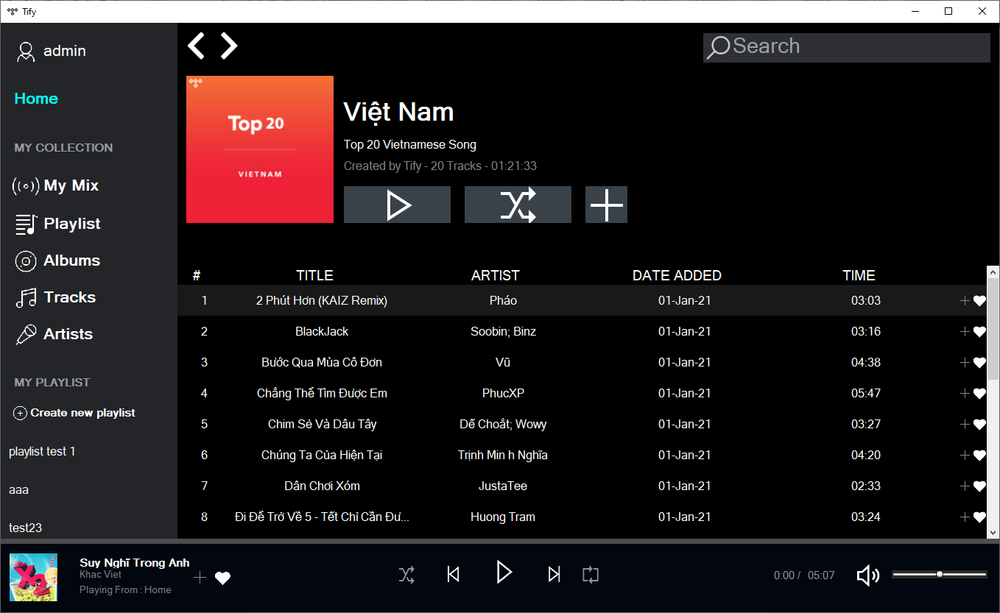 Tify
admin
Search
Home
Top 20
VIETNAM
Việt Nam
Top 20 Vietnamese Song
Created by Tify - 20 Tracks - 01:21:33
MY COLLECTION
My Mix
Playlist
Albums
Tracks
Artists
MY PLAYLIST
Create new playlist
playlist test 1
aaa
test23
# TITLE ARTIST DATE ADDED TIME
1 2 Phút Hơn (KAIZ Remix) Pháo 01-Jan-21 03:03
2 BlackJack Soobin; Binz 01-Jan-21 03:16
3 Bước Qua Mùa Cô Đơn Vũ 01-Jan-21 04:38
4 Chẳng Thể Tìm Được Em PhucXP 01-Jan-21 05:47
5 Chim Sẻ Và Dâu Tây Dế Choắt; Wowy 01-Jan-21 03:27
6 Chúng Ta Của Hiện Tại Trịnh Min h Nghĩa 01-Jan-21 04:20
7 Dân Chơi Xóm JustaTee 01-Jan-21 02:33
8 Đi Để Trở Về 5 - Tết Chỉ Cần Đư... Huong Tram 01-Jan-21 03:24
Suy Nghĩ Trong Anh
Khac Viet
Playing From : Home
0:00 / 05:07